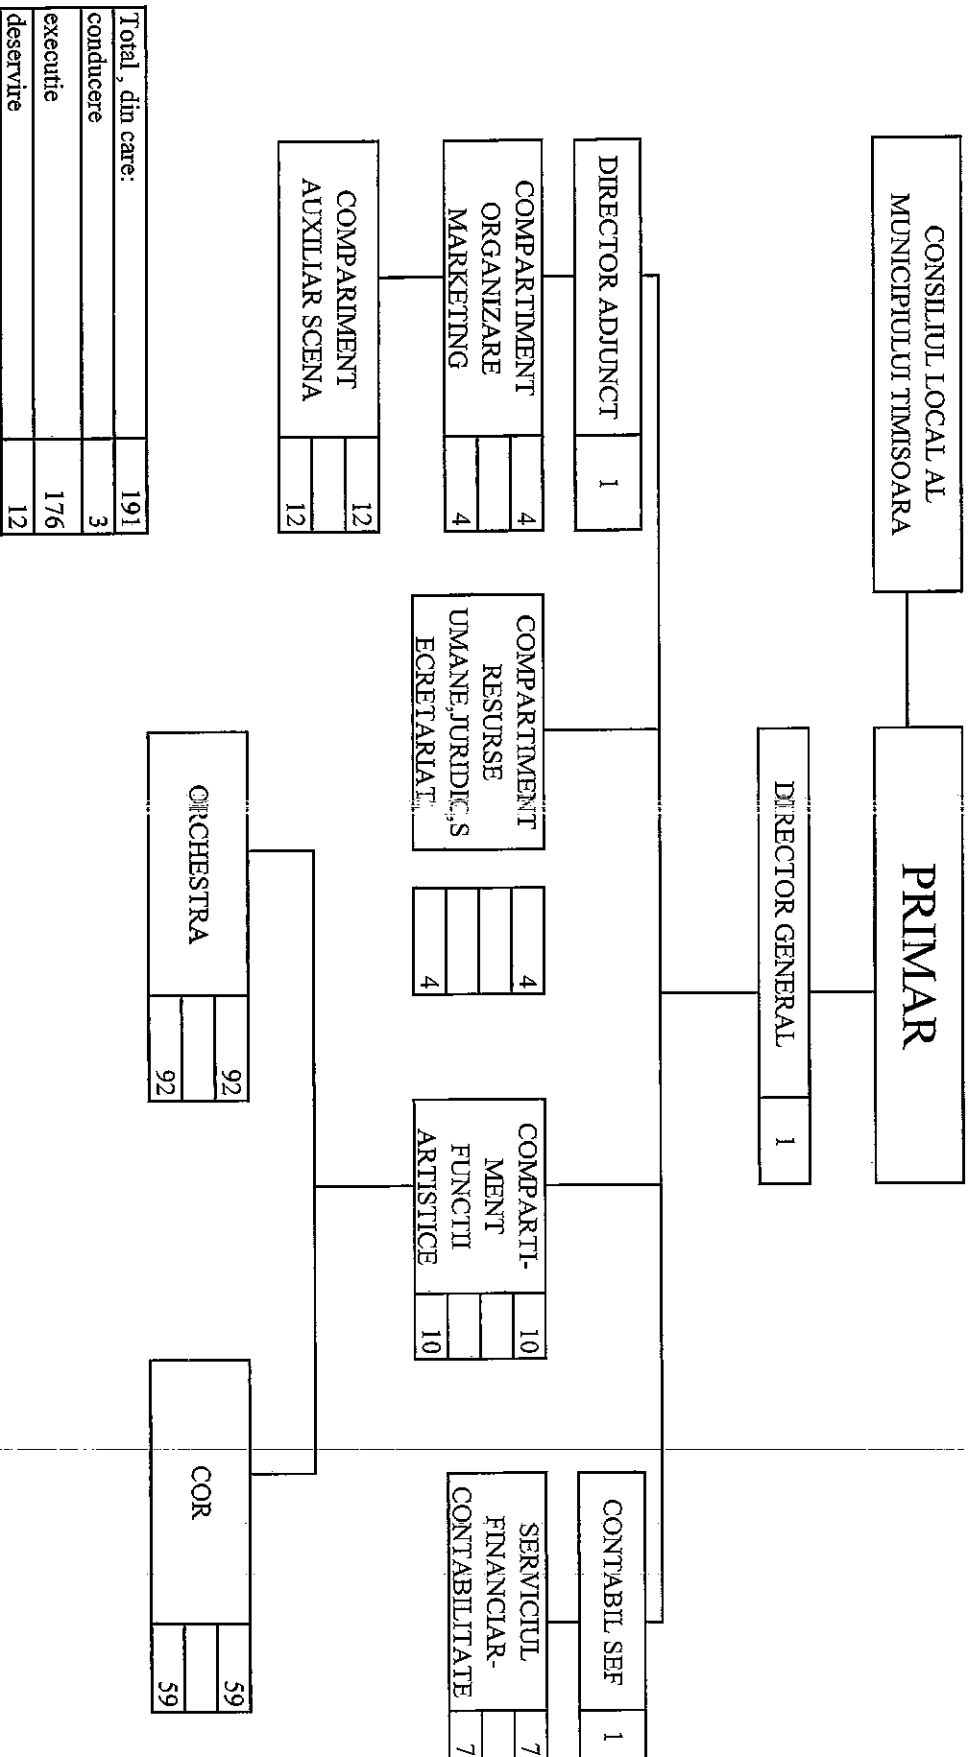 CONSILIUL LOCAL AL
MUNICIPIULUI TIMISOARA
PRIMAR
DIRECTOR GENERAL
1
DIRECTOR ADJUNCT
1
CONTABIL SEF
1
COMPARTIMENT
ORGANIZARE
MARKETING
4
4
COMPARTIMENT
RESURSE
UMANE,JURIDIC,S
ECRETARIAT
4
4
COMPARTI-
MENT
FUNCTII
ARTISTICE
10
10
SERVICIUL
FINANCIAR-
CONTABILITATE
7
7
COMPARIMENT
AUXILIAR SCENA
12
12
ORCHESTRA
92
92
COR
59
59
Total , din care: 191
conducere 3
executie 176
deservire 12